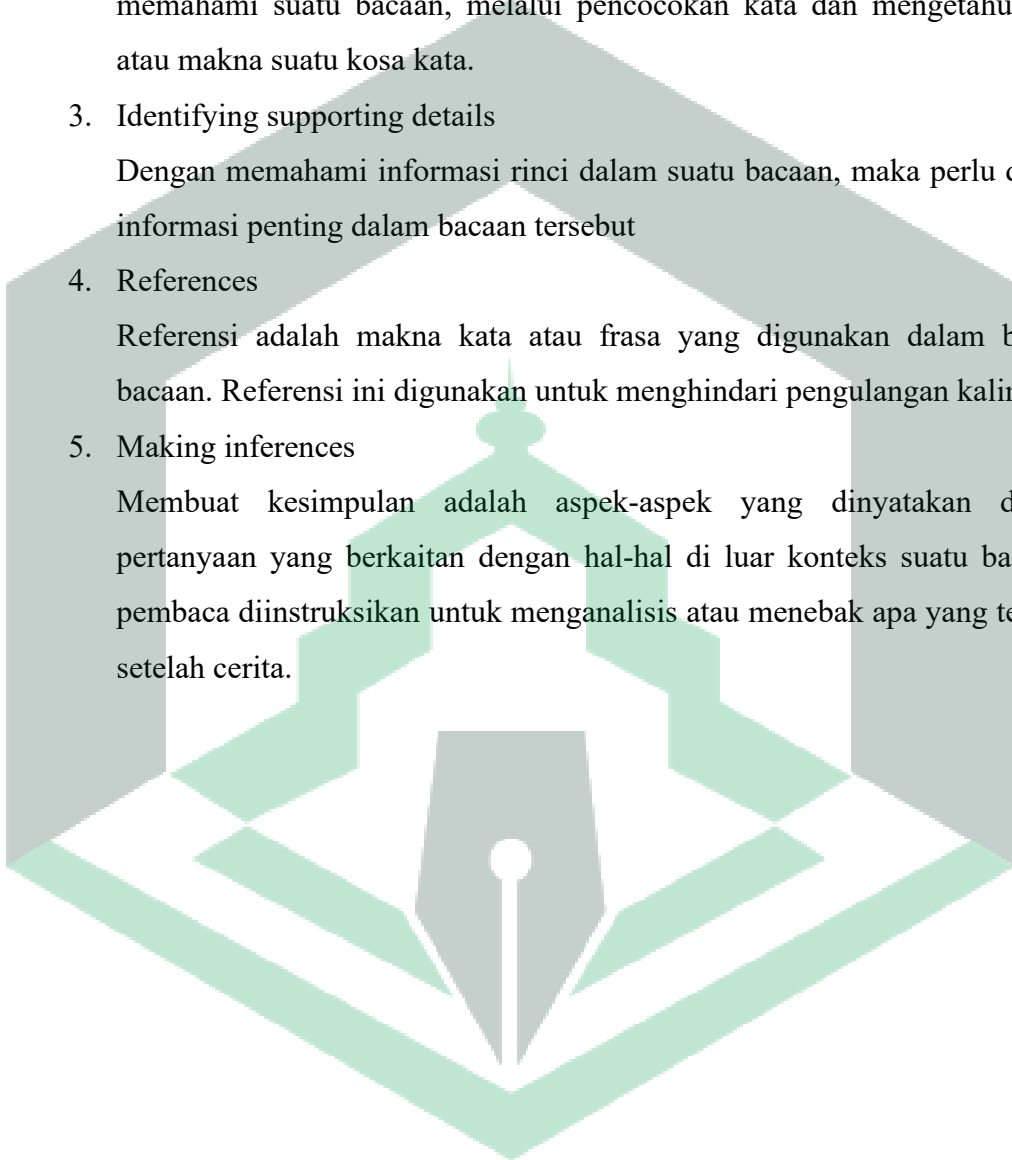 memahami suatu bacaan, melalui pencocokan kata dan
atau makna suatu kosa kata.
3. Identifying supporting details
Dengan memahami informasi rinci dalam suatu bacaan, maka perlu
informasi penting dalam bacaan tersebut
4. References
Referensi adalah makna kata atau frasa yang digunakan dalam
bacaan. Referensi ini digunakan untuk menghindari pengulangan
5. Making inferences
Membuat kesimpulan adalah aspek-aspek yang dinyatakan
pertanyaan yang berkaitan dengan hal-hal di luar konteks suatu
pembaca diinstruksikan untuk menganalisis atau menebak apa yang
setelah cerita.